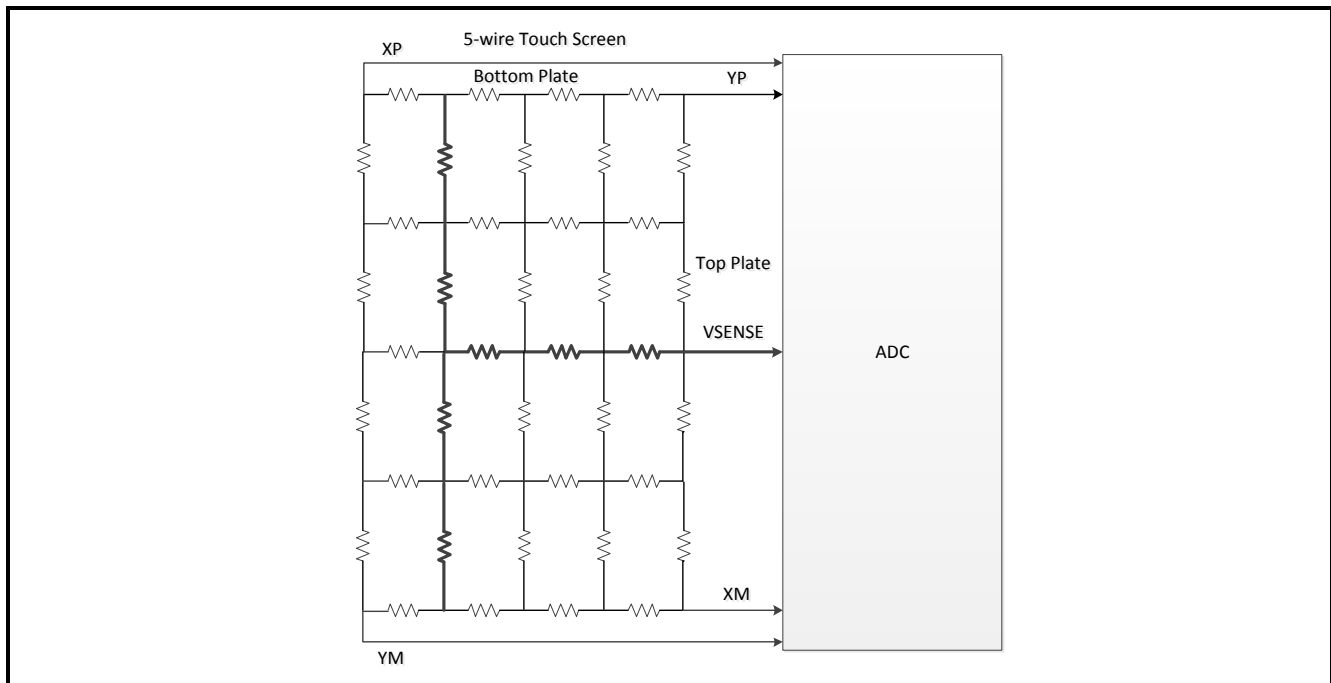 5-wire Touch Screen
XP
Bottom Plate
YP
Top Plate
VSENSE
ADC
XM
YM